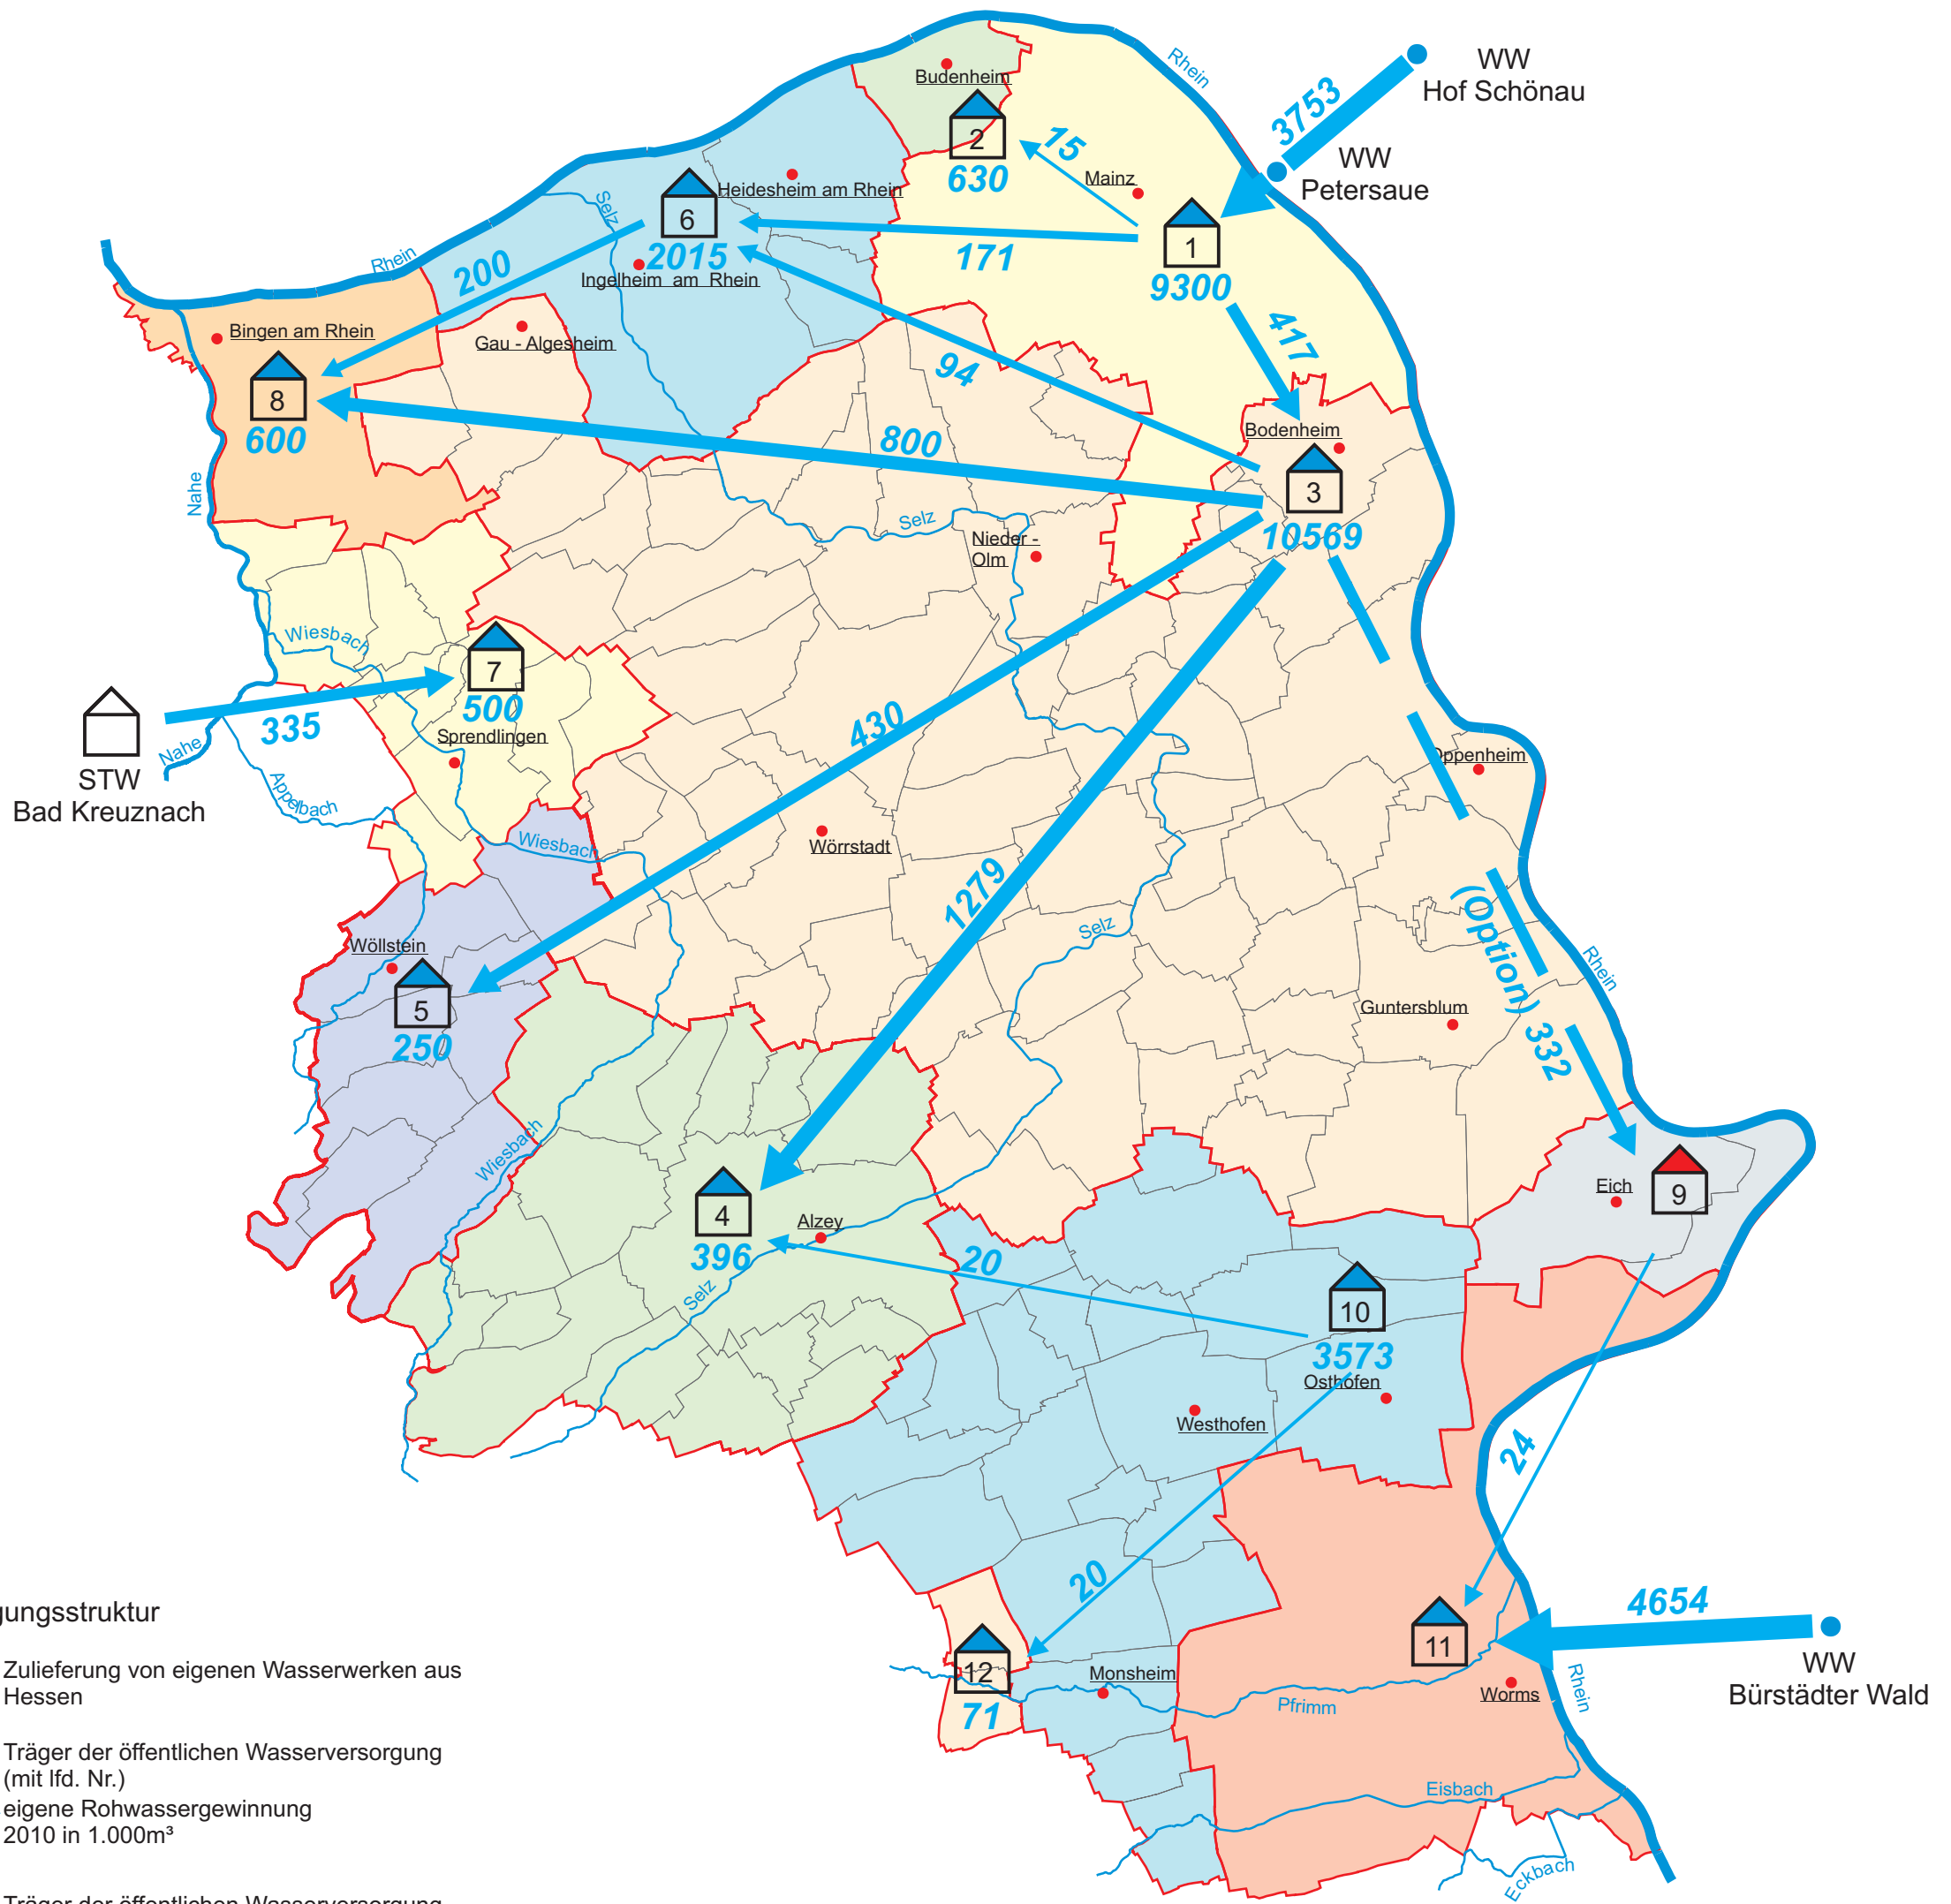 Rhein
WW
Hof Schönau
3753
Budenheim
2
630
15
Mainz
WW
Petersaue
Heidesheim am Rhein
Selz
6
2015
Ingelheim am Rhein
171
1
9300
Rhein
200
417
Bingen am Rhein
Gau - Algesheim
94
8
600
800
Bodenheim
3
10569
Nahe
Selz
Nieder -
Olm
Wiesbach
7
500
Sprendlingen
335
STW
Bad Kreuznach
Nahe
Appelbach
430
Oppenheim
Wiesbach
Wörrstadt
1279
Selz
(Option) 332
Rhein
Wöllstein
5
250
Guntersblum
Wiesbach
4
396
Alzey
Selz
Eich
9
20
10
3573
Osthofen
Westhofen
24
20
gungsstruktur
4654
11
WW
Bürstädter Wald
12
71
Monsheim
Worms
Rhein
Pfrimm
Eisbach
Eckbach
Zulieferung von eigenen Wasserwerken aus
Hessen
Träger der öffentlichen Wasserversorgung
(mit lfd. Nr.)
eigene Rohwassergewinnung
2010 in 1.000m³
Träger der öffentlichen Wasserversorgung